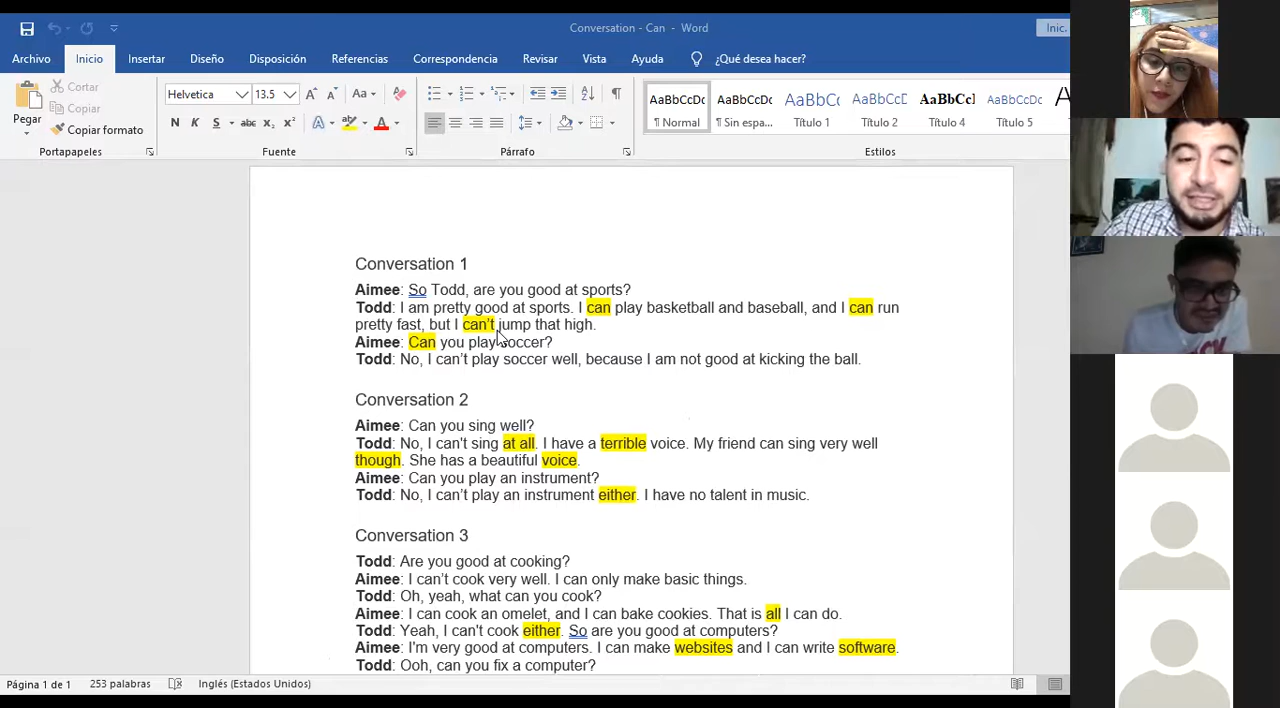 Conversation - Can - Word
Inic.
Archivo Inicio Insertar Diseño Disposición Referencias Correspondencia Revisar Vista Ayuda ¿Qué desea hacer?
Pegar
Cortar
Copiar
Copiar formato
Portapapeles
Helvetica 13.5
Aa
N K S abc x₂ x²
A A
Fuente
Párrafo
AaBbCcDc AaBbCcDc AaBbC AaBbCcD AaBbCcI AaBbCcDc
¶ Normal ¶ Sin espa... Título 1 Título 2 Título 4 Título 5
Estilos
Conversation 1
Aimee: So Todd, are you good at sports?
Todd: I am pretty good at sports. I can play basketball and baseball, and I can run
pretty fast, but I can't jump that high.
Aimee: Can you play soccer?
Todd: No, I can't play soccer well, because I am not good at kicking the ball.
Conversation 2
Aimee: Can you sing well?
Todd: No, I can't sing at all. I have a terrible voice. My friend can sing very well
though. She has a beautiful voice.
Aimee: Can you play an instrument?
Todd: No, I can't play an instrument either. I have no talent in music.
Conversation 3
Todd: Are you good at cooking?
Aimee: I can't cook very well. I can only make basic things.
Todd: Oh, yeah, what can you cook?
Aimee: I can cook an omelet, and I can bake cookies. That is all I can do.
Todd: Yeah, I can't cook either. So are you good at computers?
Aimee: I'm very good at computers. I can make websites and I can write software.
Todd: Ooh, can you fix a computer?
Página 1 de 1 253 palabras Inglés (Estados Unidos)